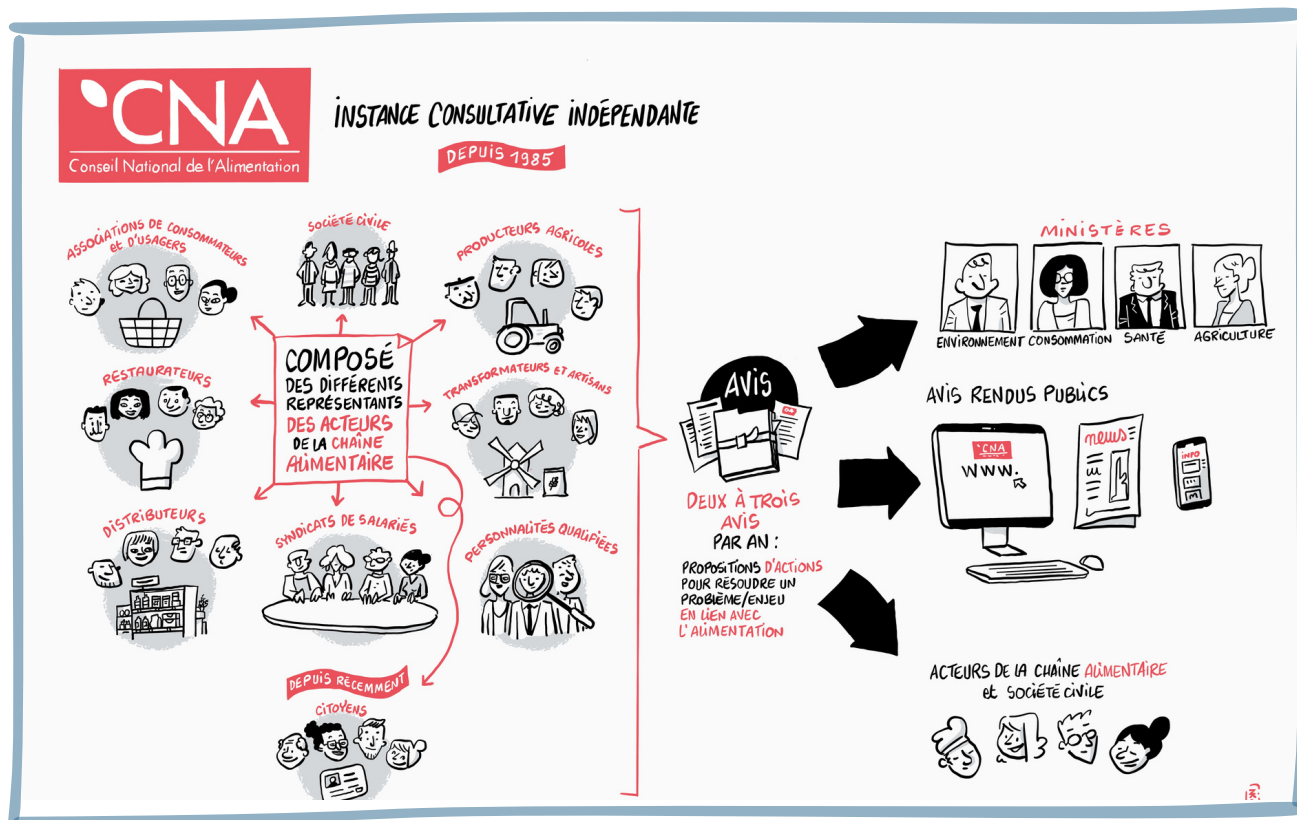 CNA
Conseil National de l'Alimentation
INSTANCE CONSULTATIVE INDÉPENDANTE
DEPUIS 1985
ASSOCIATIONS DE CONSOMMATEURS
et D'USAGERS
SOCIÉTÉ CIVILE
PRODUCTEURS AGRICOLES
RESTAURATEURS
COMPOSÉ
DES DIFFÉRENTS
REPRÉSENTANTS
DES ACTEURS
DE LA CHAÎNE
ALIMENTAIRE
TRANSFORMATEURS ET ARTISANS
DISTRIBUTEURS
SYNDICATS DE SALARIÉS
PERSONNALITÉS QUALIFIÉES
DEPUIS RÉCEMMENT
CITOYENS
AVIS
DEUX À TROIS
AVIS
PAR AN :
PROPOSITIONS D'ACTIONS
POUR RÉSOUDRE UN
PROBLÈME/ENJEU
EN LIEN AVEC
L'ALIMENTATION
MINISTÈRES
ENVIRONNEMENT CONSOMMATION SANTÉ AGRICULTURE
AVIS RENDUS PUBLICS
CNA
WWW.
news
INFO
ACTEURS DE LA CHAÎNE ALIMENTAIRE
et SOCIÉTÉ CIVILE